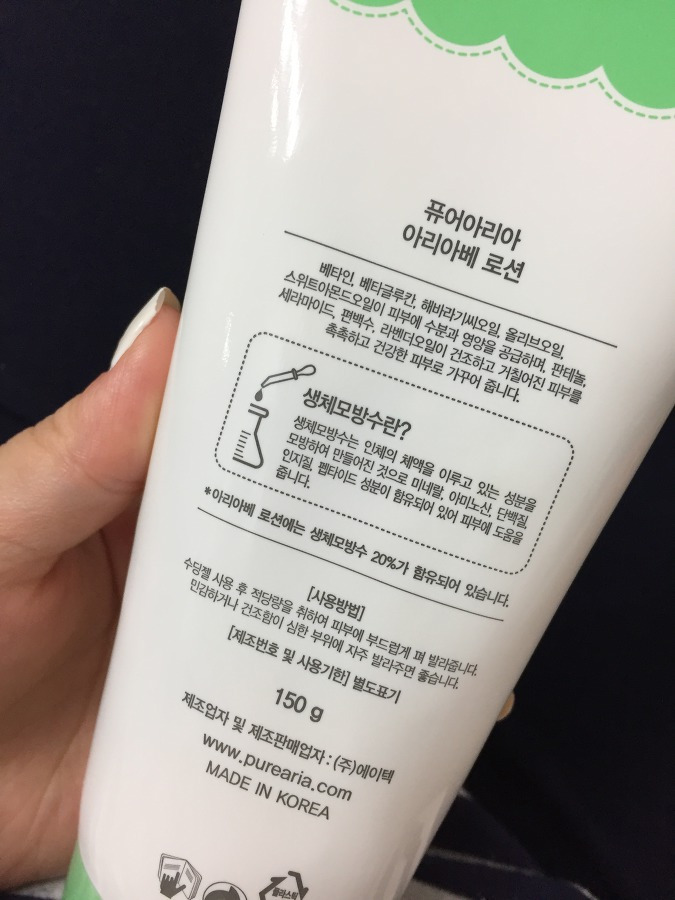 퓨어아리아
아리아베 로션
베타인, 베타글루칸, 해바라기씨오일, 올리브오일,
스위트아몬드오일이 피부에 수분과 영양을 공급하며, 판테놀,
세라마이드, 편백수, 라벤더오일이 건조하고 거칠어진 피부를
촉촉하고 건강한 피부로 가꾸어 줍니다.
생체모방수란?
생체모방수는 인체의 체액을 이루고 있는 성분을
모방하여 만들어진 것으로 미네랄, 아미노산, 단백질,
인지질, 펩타이드 성분이 함유되어 있어 피부에 도움을
줍니다.
*아리아베 로션에는 생체모방수 20%가 함유되어 있습니다.
[사용방법]
수딩젤 사용 후 적당량을 취하여 피부에 부드럽게 펴 발라줍니다.
민감하거나 건조함이 심한 부위에 자주 발라주면 좋습니다.
[제조번호 및 사용기한] 별도표기
150 g
제조업자 및 제조판매업자 : (주)에이텍
www.purearia.com
MADE IN KOREA
플라스틱